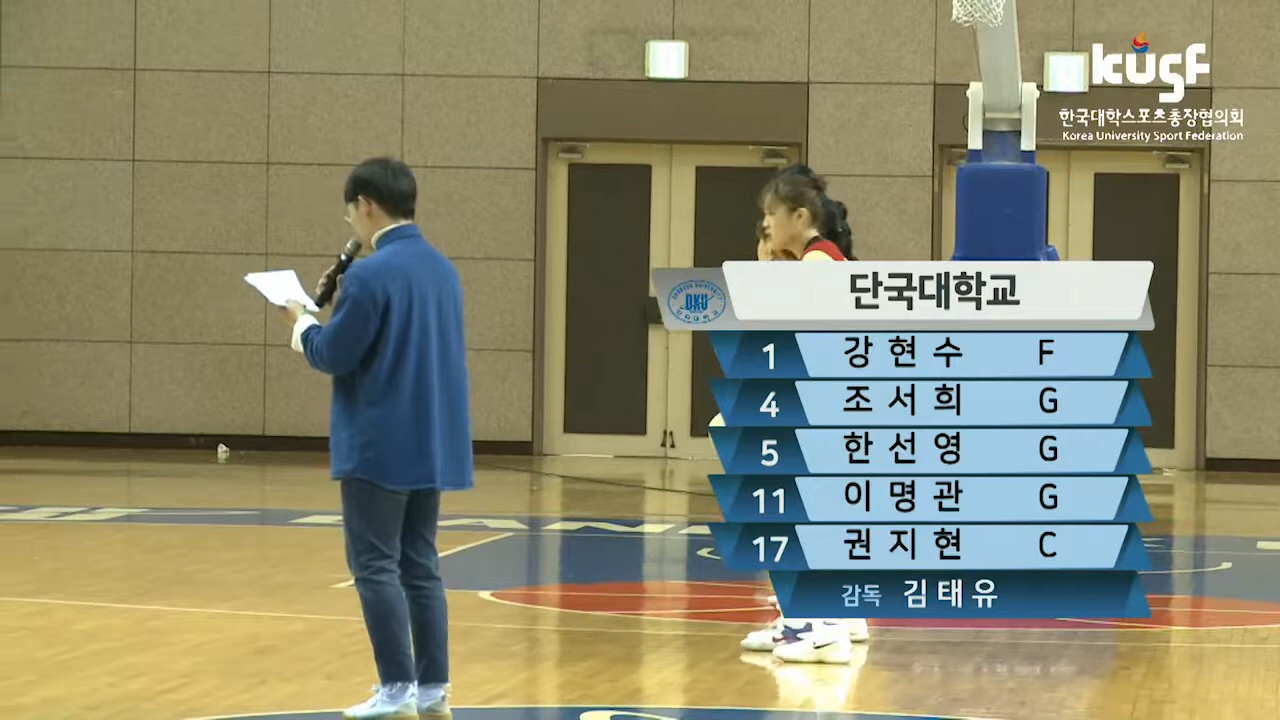 kusf
한국대학스포츠총장협의회
Korea University Sport Federation
단국대학교
DKU
1 강현수 F
4 조서희 G
5 한선영 G
11 이명관 G
17 권지현 C
감독 김태유